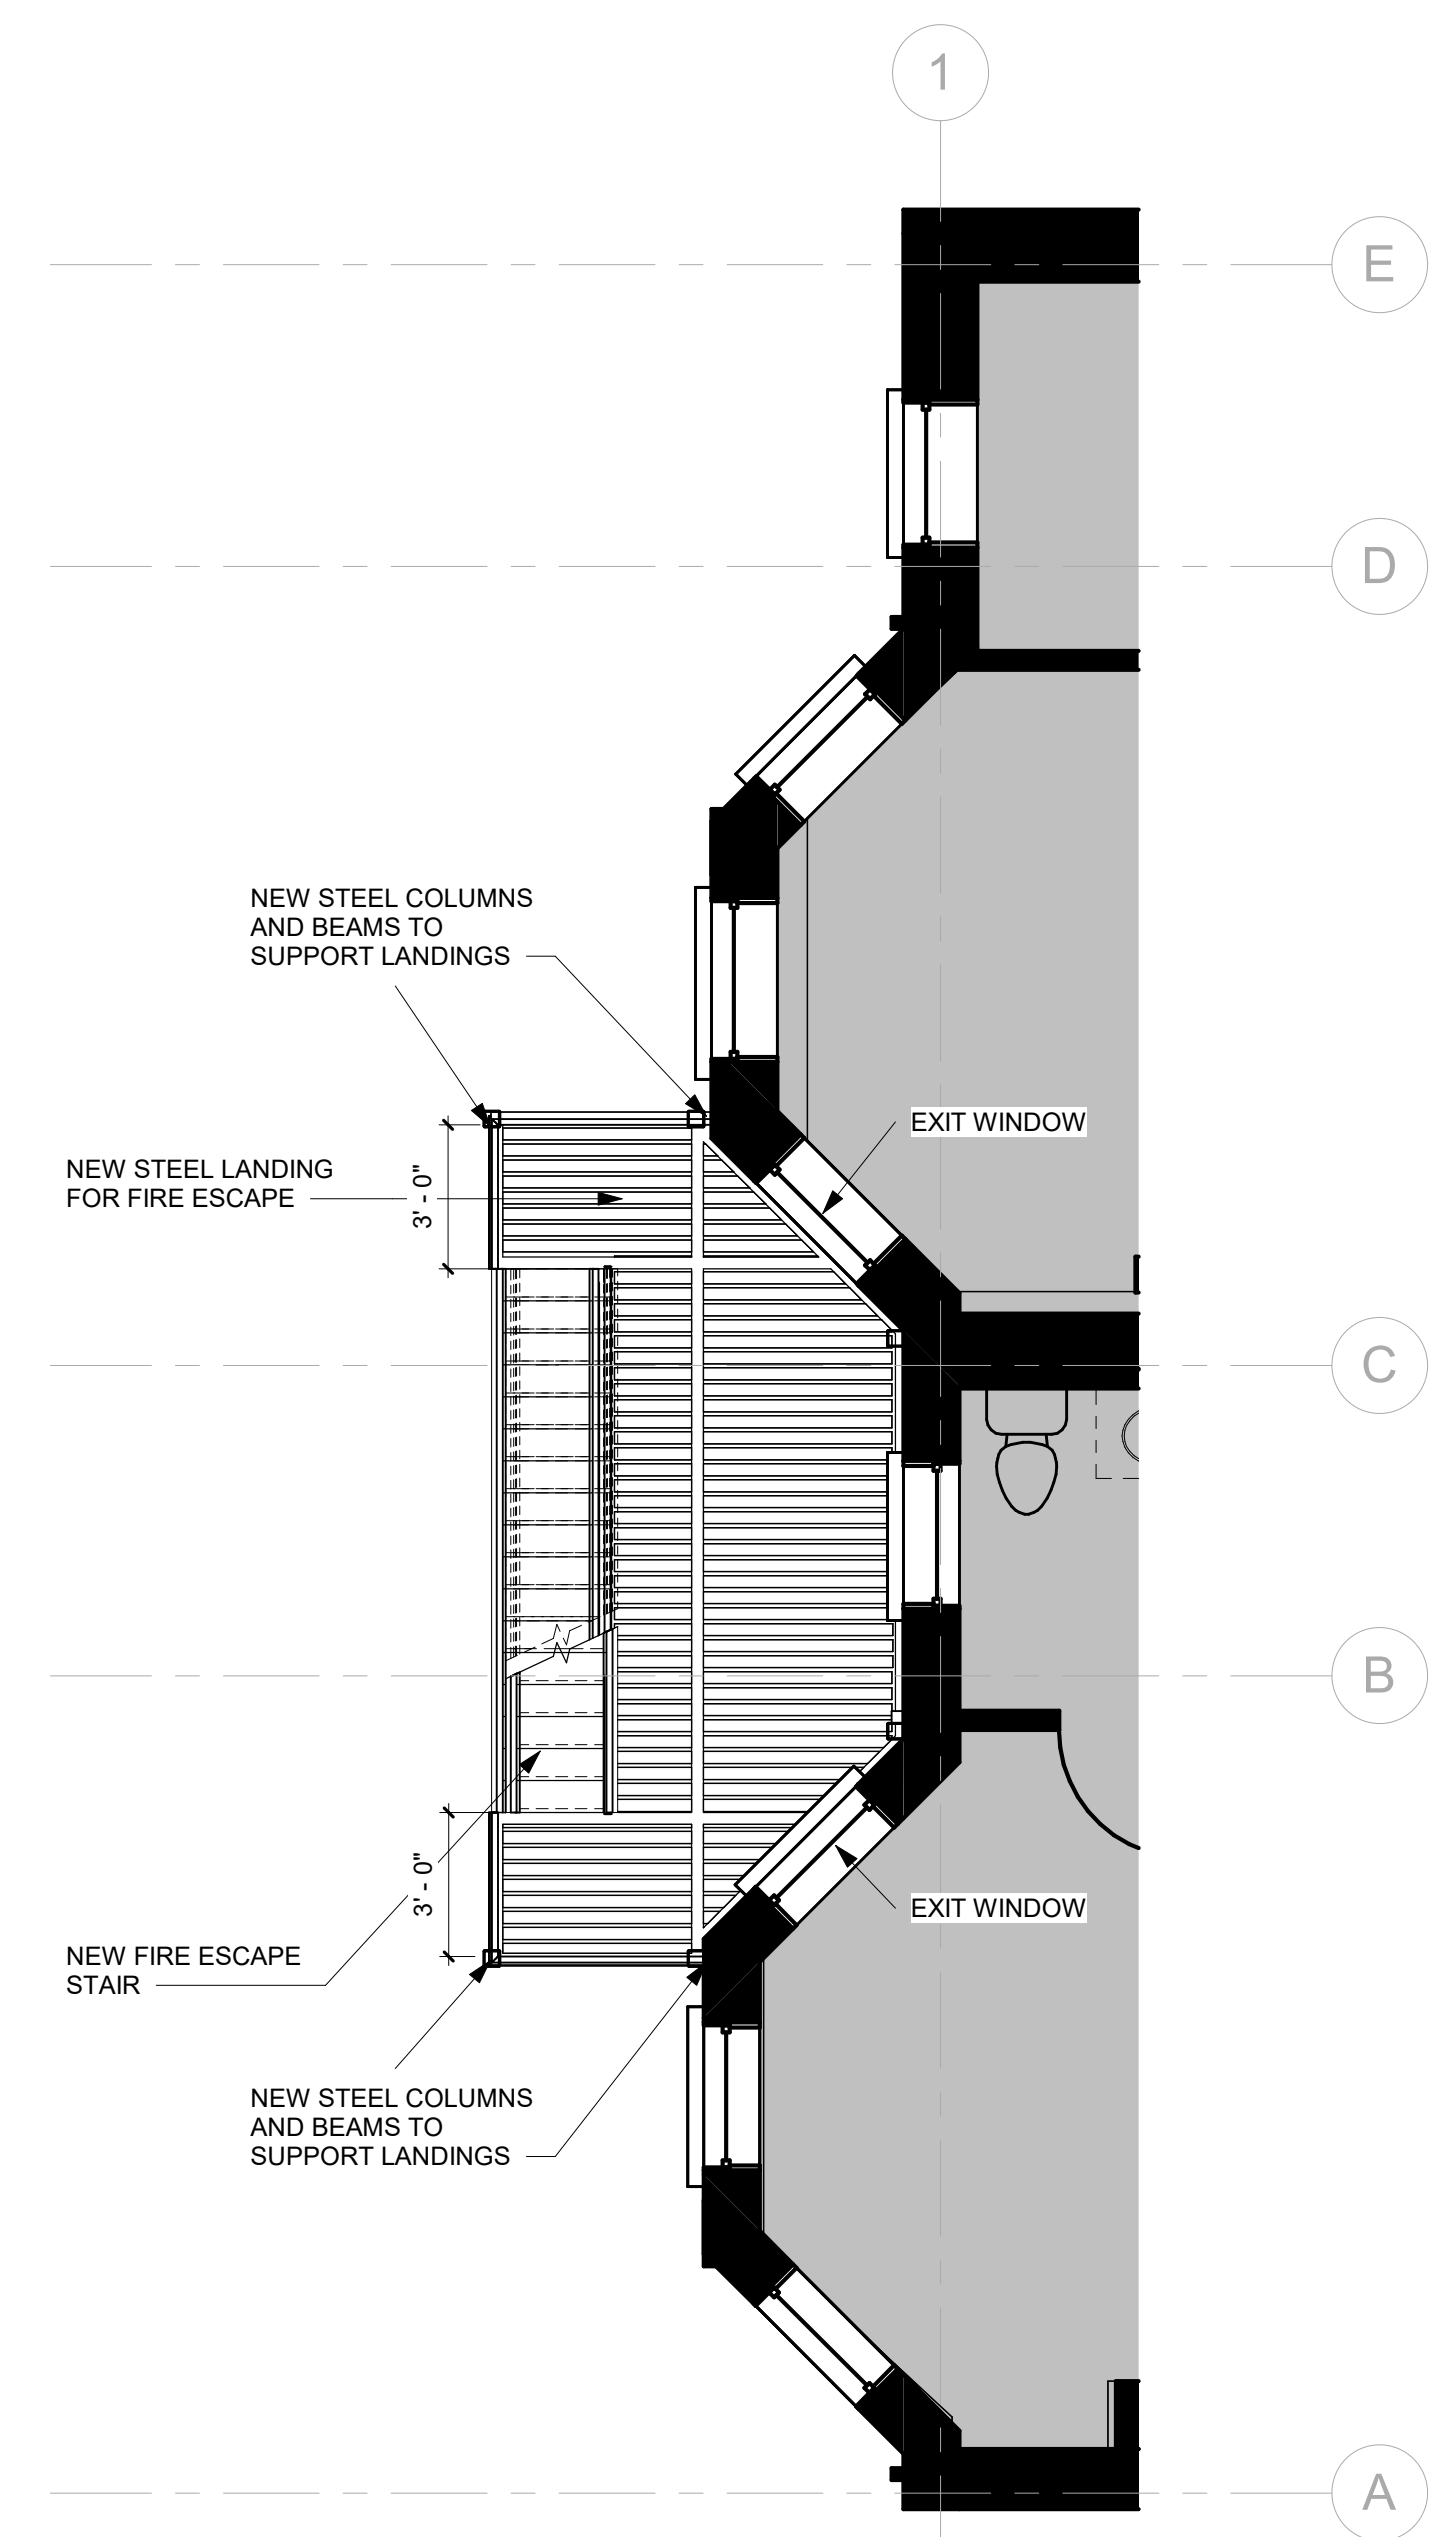 1
E
D
NEW STEEL COLUMNS
AND BEAMS TO
SUPPORT LANDINGS
EXIT WINDOW
NEW STEEL LANDING
FOR FIRE ESCAPE
3' - 0"
C
B
3' - 0"
EXIT WINDOW
NEW FIRE ESCAPE
STAIR
NEW STEEL COLUMNS
AND BEAMS TO
SUPPORT LANDINGS
A